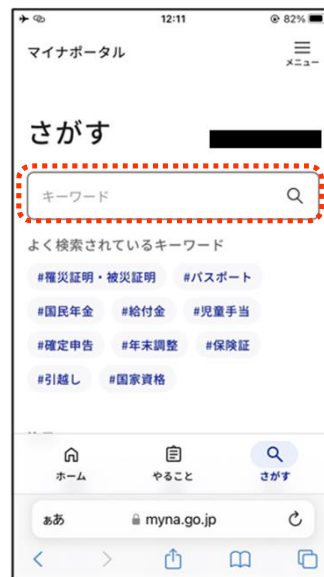 12:11 82%
マイナポータル
メニュー
さがす
キーワード
よく検索されているキーワード
#罹災証明・被災証明 #パスポート
#国民年金 #給付金 #児童手当
#確定申告 #年末調整 #保険証
#引越し #国家資格
ホーム やること さがす
ぁあ myna.go.jp